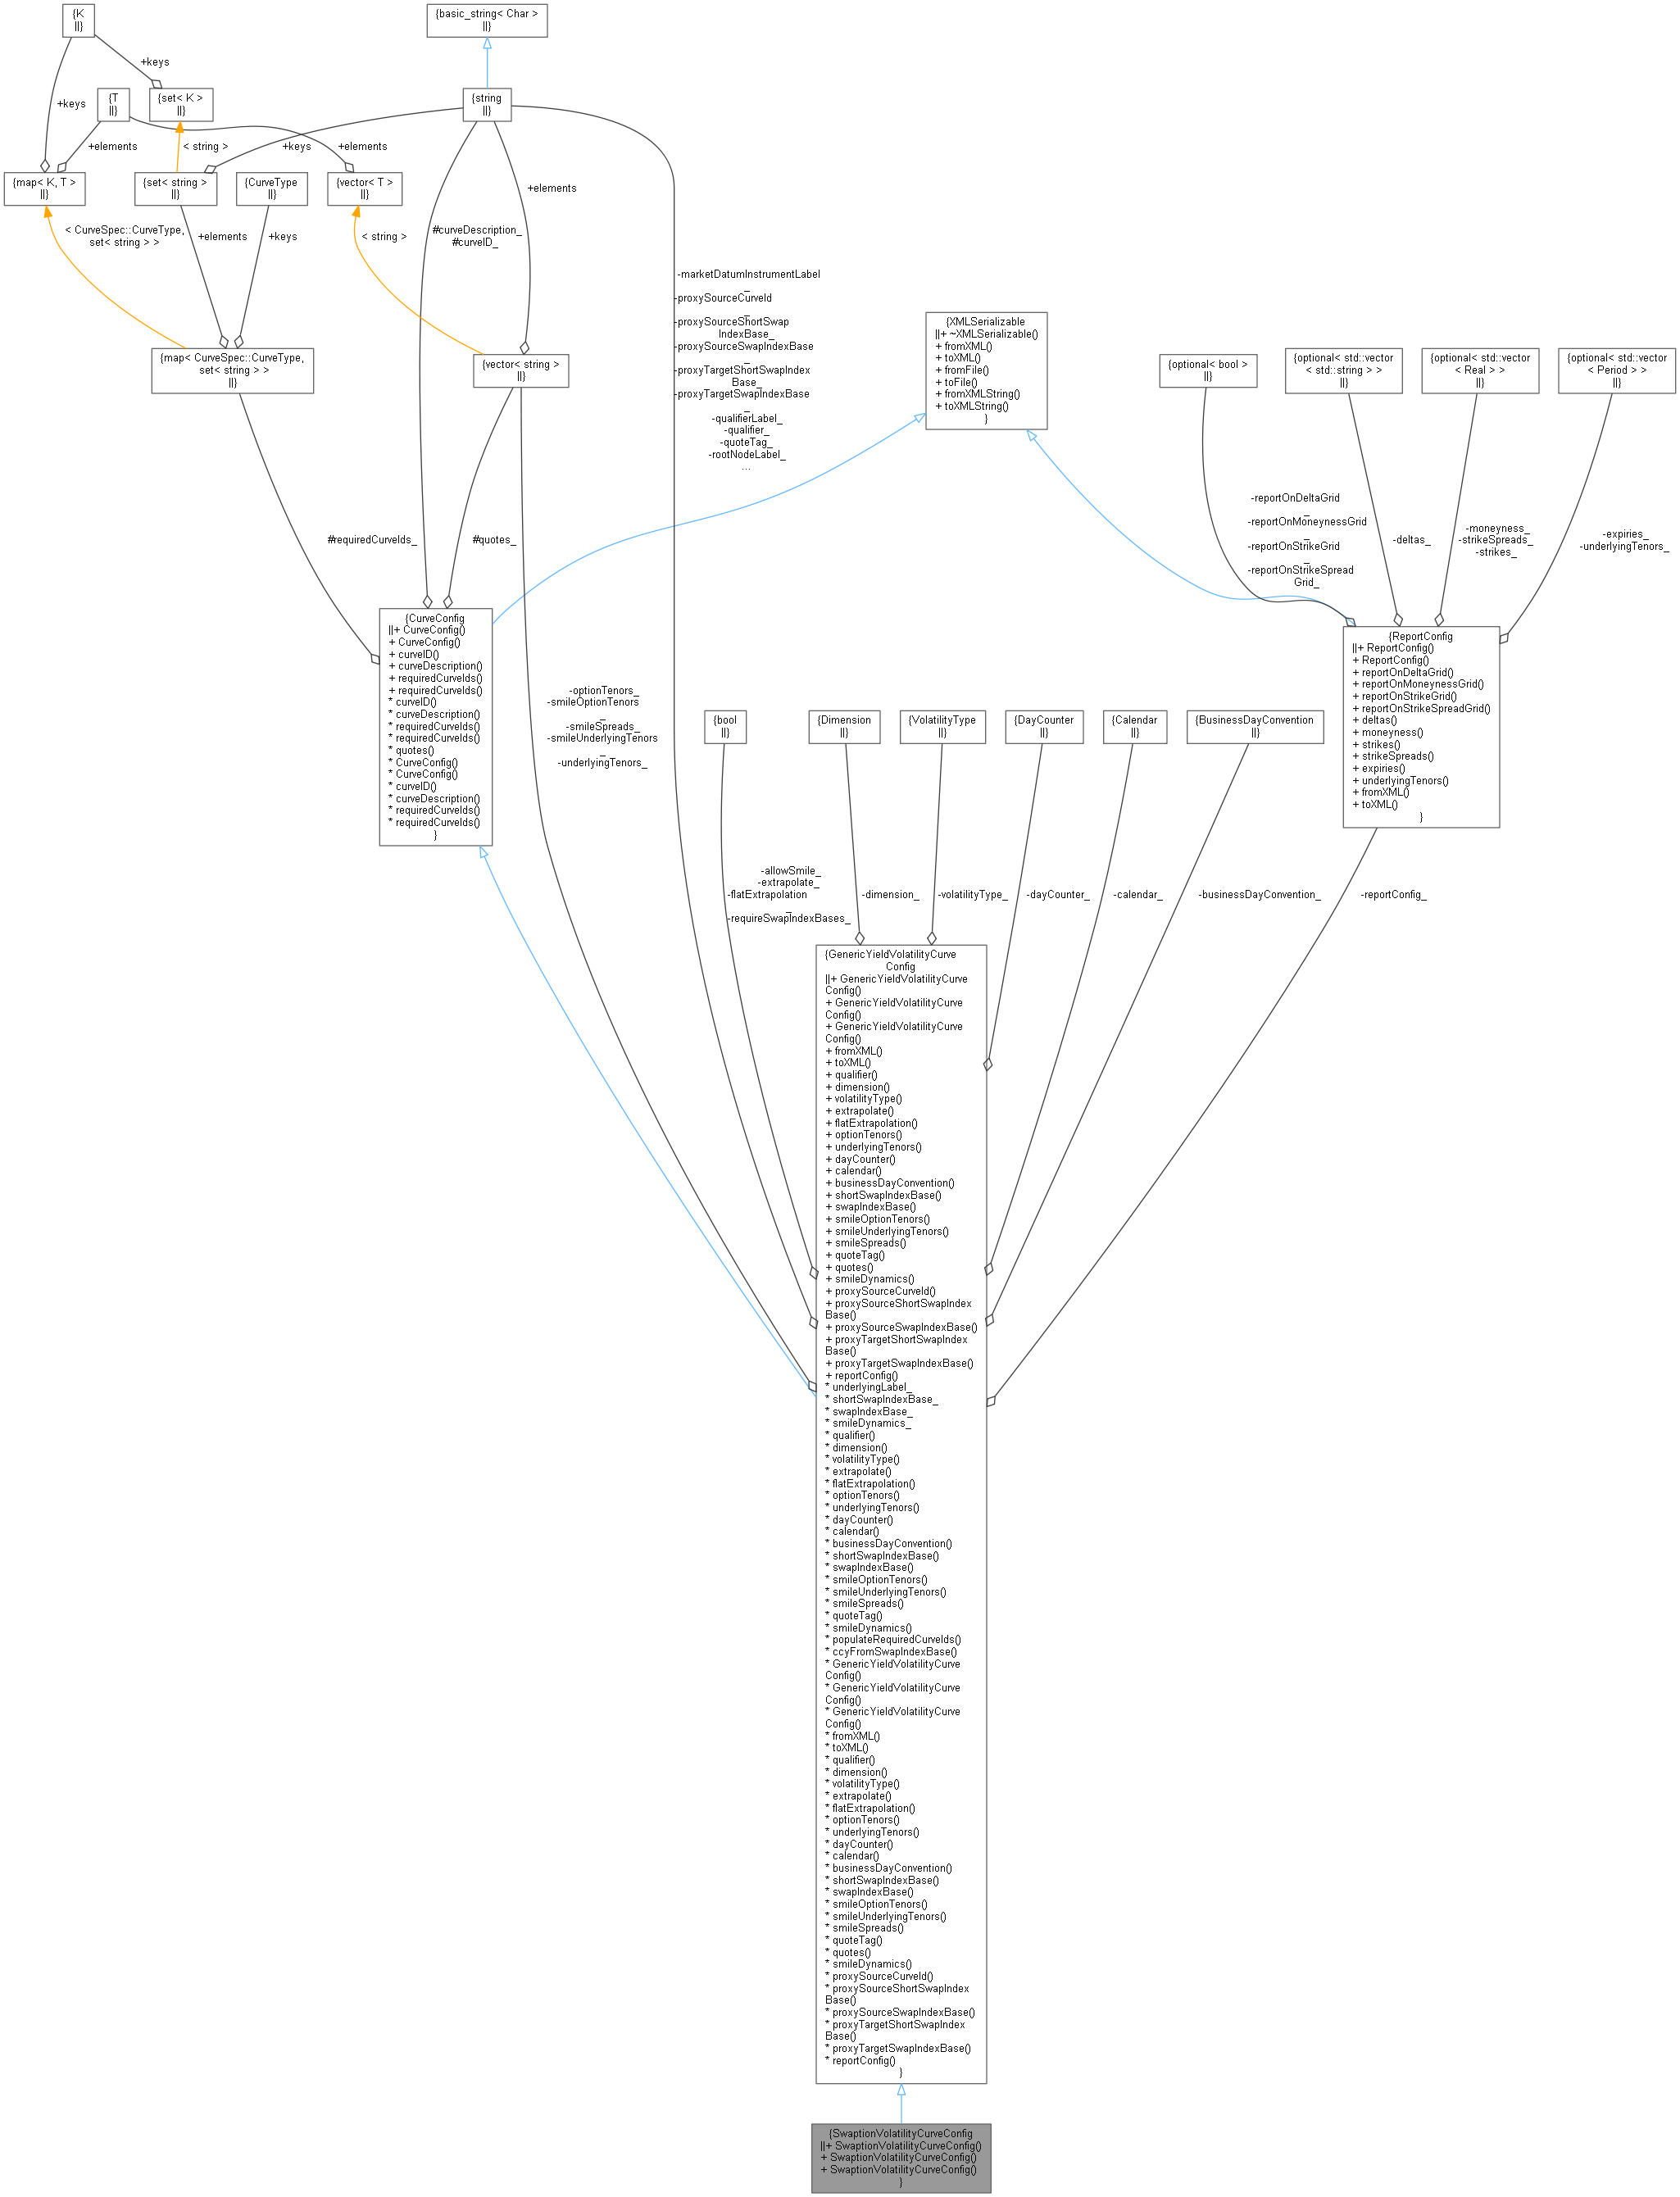 {K
||}
{basic_string< Char >
||}
+keys
{T
||}
{set< K >
||}
{string
||}
+keys
+elements
< string >
+keys
+elements
{map< K, T >
||}
{set< string >
||}
{CurveType
||}
{vector< T >
||}
+elements
< CurveSpec::CurveType,
set< string > >
+elements
+keys
< string >
#curveDescription_
#curveID_
-marketDatumInstrumentLabel
_
-proxySourceCurveId
_
-proxySourceShortSwap
IndexBase_
-proxySourceSwapIndexBase
_
-proxyTargetShortSwapIndex
Base_
-proxyTargetSwapIndexBase
_
-qualifierLabel_
-qualifier_
-quoteTag_
-rootNodeLabel_
...
{XMLSerializable
||+ ~XMLSerializable()
+ fromXML()
+ toXML()
+ fromFile()
+ toFile()
+ fromXMLString()
+ toXMLString()
}
{map< CurveSpec::CurveType,
set< string > >
||}
{vector< string >
||}
{optional< bool >
||}
{optional< std::vector
< std::string > >
||}
{optional< std::vector
< Real > >
||}
{optional< std::vector
< Period > >
||}
#requiredCurveIds_
#quotes_
-reportOnDeltaGrid
_
-reportOnMoneynessGrid
_
-reportOnStrikeGrid
_
-reportOnStrikeSpread
Grid_
-deltas_
-moneyness_
-strikeSpreads_
-strikes_
-expiries_
-underlyingTenors_
{CurveConfig
||+ CurveConfig()
+ CurveConfig()
+ curveID()
+ curveDescription()
+ requiredCurveIds()
+ requiredCurveIds()
* curveID()
* curveDescription()
* requiredCurveIds()
* requiredCurveIds()
* quotes()
* CurveConfig()
* CurveConfig()
* curveID()
* curveDescription()
* requiredCurveIds()
* requiredCurveIds()
}
{ReportConfig
||+ ReportConfig()
+ ReportConfig()
+ reportOnDeltaGrid()
+ reportOnMoneynessGrid()
+ reportOnStrikeGrid()
+ reportOnStrikeSpreadGrid()
+ deltas()
+ moneyness()
+ strikes()
+ strikeSpreads()
+ expiries()
+ underlyingTenors()
+ fromXML()
+ toXML()
}
-optionTenors_
-smileOptionTenors
_
-smileSpreads_
-smileUnderlyingTenors
_
-underlyingTenors_
{bool
||}
{Dimension
||}
{VolatilityType
||}
{DayCounter
||}
{Calendar
||}
{BusinessDayConvention
||}
-allowSmile_
-extrapolate_
-flatExtrapolation
_
-requireSwapIndexBases_
-dimension_
-volatilityType_
-dayCounter_
-calendar_
-businessDayConvention_
-reportConfig_
{GenericYieldVolatilityCurve
Config
||+ GenericYieldVolatilityCurve
Config()
+ GenericYieldVolatilityCurve
Config()
+ GenericYieldVolatilityCurve
Config()
+ fromXML()
+ toXML()
+ qualifier()
+ dimension()
+ volatilityType()
+ extrapolate()
+ flatExtrapolation()
+ optionTenors()
+ underlyingTenors()
+ dayCounter()
+ calendar()
+ businessDayConvention()
+ shortSwapIndexBase()
+ swapIndexBase()
+ smileOptionTenors()
+ smileUnderlyingTenors()
+ smileSpreads()
+ quoteTag()
+ quotes()
+ smileDynamics()
+ proxySourceCurveId()
+ proxySourceShortSwapIndex
Base()
+ proxySourceSwapIndexBase()
+ proxyTargetShortSwapIndex
Base()
+ proxyTargetSwapIndexBase()
+ reportConfig()
* underlyingLabel_
* shortSwapIndexBase_
* swapIndexBase_
* smileDynamics_
* qualifier()
* dimension()
* volatilityType()
* extrapolate()
* flatExtrapolation()
* optionTenors()
* underlyingTenors()
* dayCounter()
* calendar()
* businessDayConvention()
* shortSwapIndexBase()
* swapIndexBase()
* smileOptionTenors()
* smileUnderlyingTenors()
* smileSpreads()
* quoteTag()
* smileDynamics()
* populateRequiredCurveIds()
* ccyFromSwapIndexBase()
* GenericYieldVolatilityCurve
Config()
* GenericYieldVolatilityCurve
Config()
* GenericYieldVolatilityCurve
Config()
* fromXML()
* toXML()
* qualifier()
* dimension()
* volatilityType()
* extrapolate()
* flatExtrapolation()
* optionTenors()
* underlyingTenors()
* dayCounter()
* calendar()
* businessDayConvention()
* shortSwapIndexBase()
* swapIndexBase()
* smileOptionTenors()
* smileUnderlyingTenors()
* smileSpreads()
* quoteTag()
* quotes()
* smileDynamics()
* proxySourceCurveId()
* proxySourceShortSwapIndex
Base()
* proxySourceSwapIndexBase()
* proxyTargetShortSwapIndex
Base()
* proxyTargetSwapIndexBase()
* reportConfig()
}
{SwaptionVolatilityCurveConfig
||+ SwaptionVolatilityCurveConfig()
+ SwaptionVolatilityCurveConfig()
+ SwaptionVolatilityCurveConfig()
}